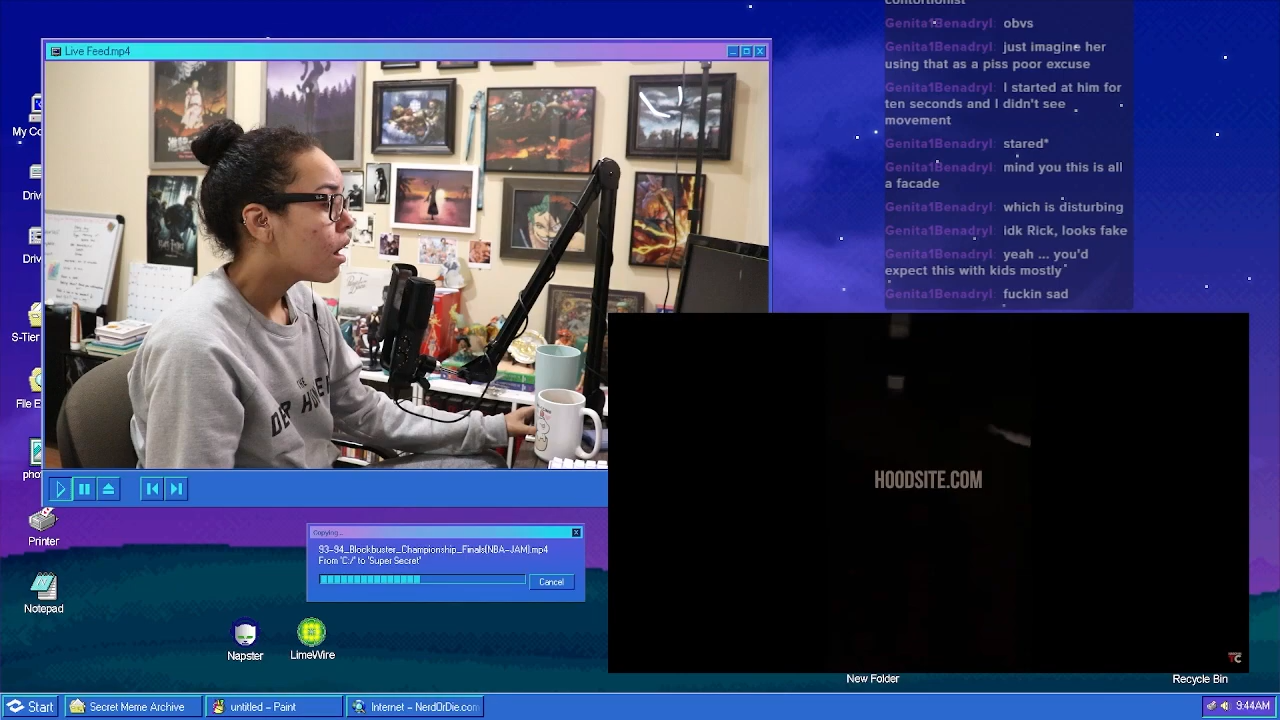 contortionist
Genita1Benadryl: obvs
Genita1Benadryl: just imagine her
using that as a piss poor excuse
Genita1Benadryl: I started at him for
ten seconds and I didn't see
movement
Genita1Benadryl: stared*
Genita1Benadryl: mind you this is all
a facade
Genita1Benadryl: which is disturbing
Genita1Benadryl: idk Rick, looks fake
Genita1Benadryl: yeah ... you'd
expect this with kids mostly
Genita1Benadryl: fuckin sad
Live Feed.mp4
My Co
Driv
Driv
S-Tier
File E
phot
Printer
Notepad
Napster
LimeWire
THE
HOODSITE.COM
TC
Copying...
93-94_Blockbuster_Championship_Finals(NBA-JAM).mp4
From 'C:/' to 'Super Secret'
Cancel
New Folder
Recycle Bin
Start
Secret Meme Archive
untitled - Paint
Internet - NerdOrDie.com
9:44AM